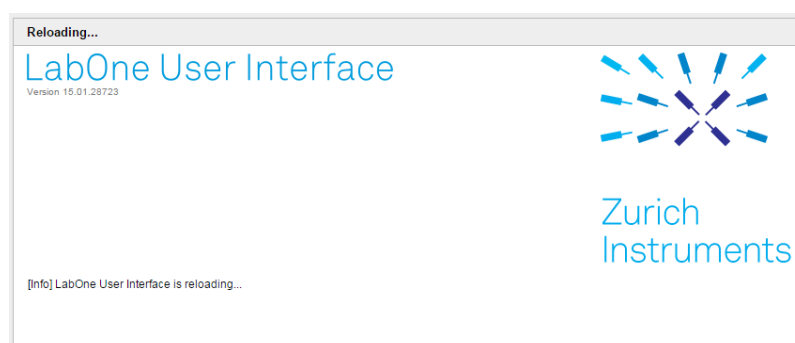 Reloading...
LabOne User Interface
Version 15.01.28723
Zurich
Instruments
[Info] LabOne User Interface is reloading...